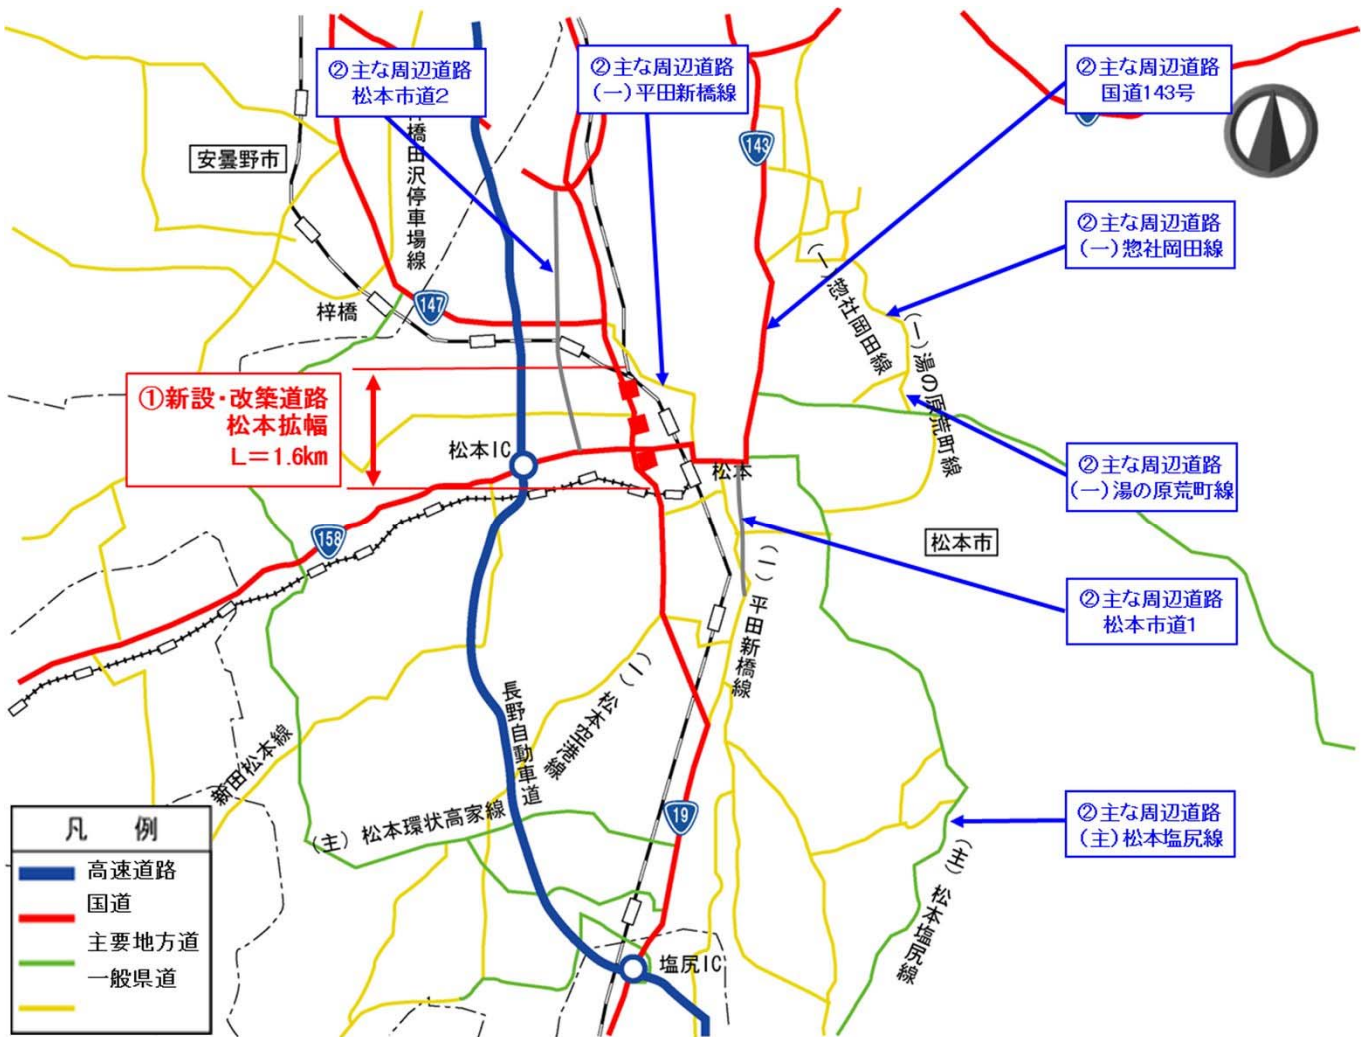 ②主な周辺道路
松本市道2
②主な周辺道路
(一)平田新橋線
②主な周辺道路
国道143号
安曇野市
橋田沢停車場線
143
②主な周辺道路
(一)惣社岡田線
(一)惣社岡田線
梓橋
147
(一)湯の原荒町線
①新設・改築道路
松本拡幅
L=1.6km
松本IC
松本
②主な周辺道路
(一)湯の原荒町線
158
松本市
②主な周辺道路
松本市道1
(一)平田新橋線
(一)松本空港線
長野自動車道
新田松本線
(主)松本環状高家線
19
②主な周辺道路
(主)松本塩尻線
(主)松本塩尻線
塩尻IC
凡 例
高速道路
国道
主要地方道
一般県道